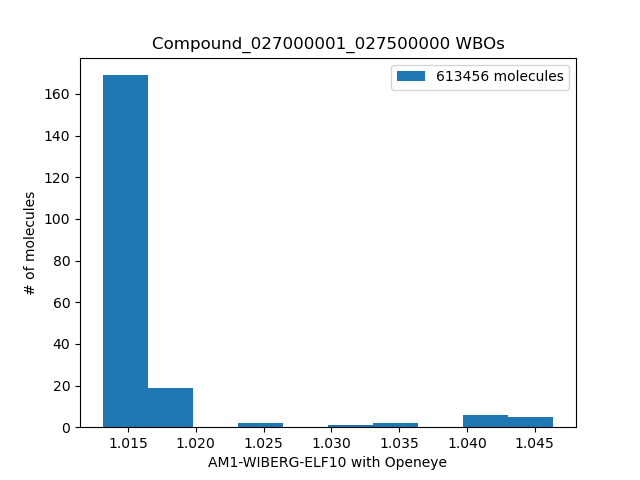 Compound_027000001_027500000 WBOs
613456 molecules
# of molecules
160
140
120
100
80
60
40
20
0
1.015 1.020 1.025 1.030 1.035 1.040 1.045
AM1-WIBERG-ELF10 with Openeye